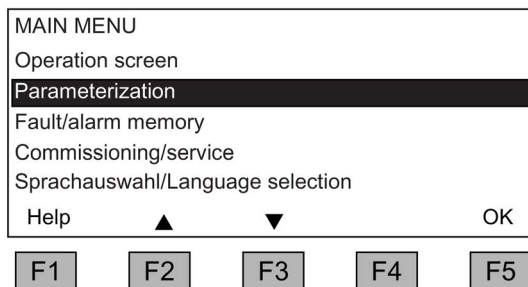 MAIN MENU
Operation screen
Parameterization
Fault/alarm memory
Commissioning/service
Sprachauswahl/Language selection
Help ▲ ▼ OK
F1 F2 F3 F4 F5